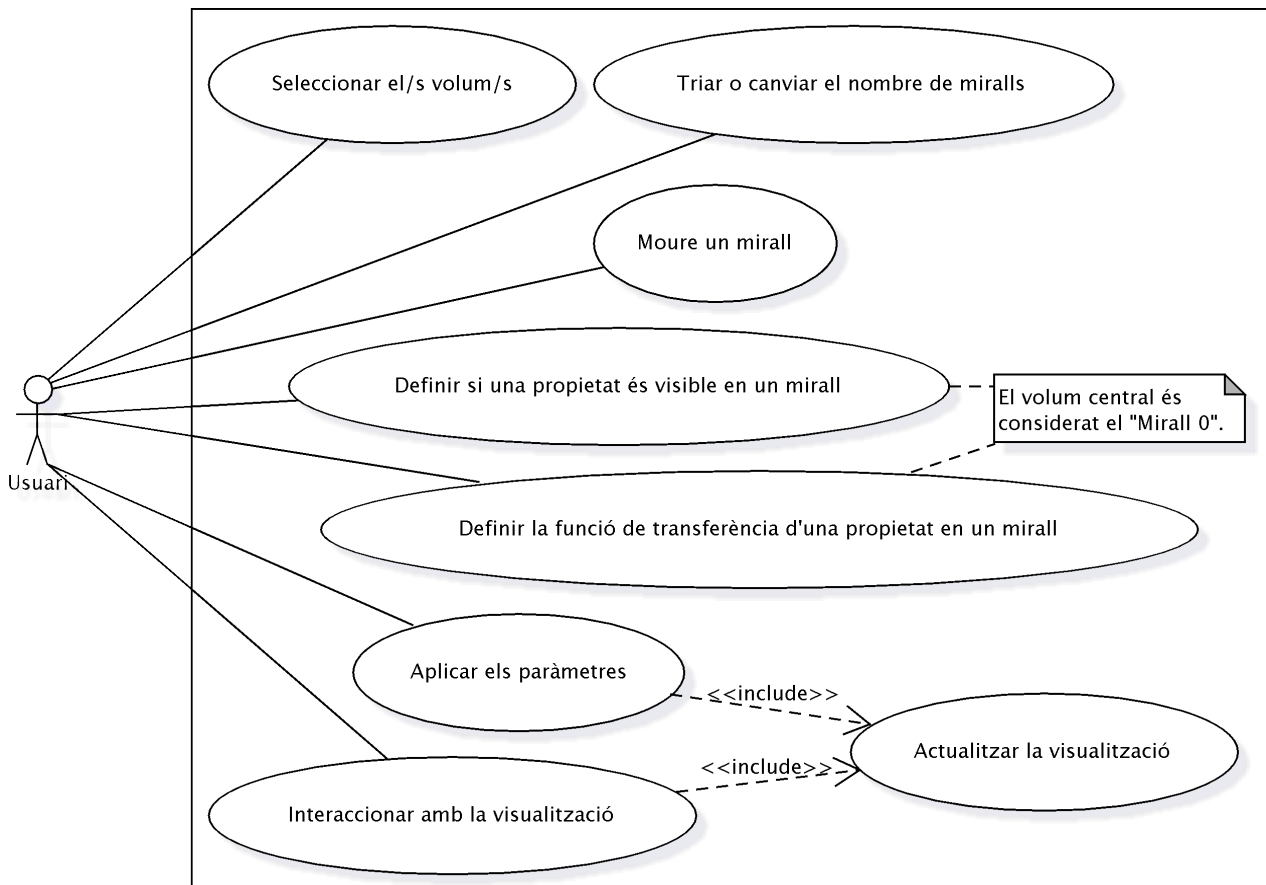 Seleccionar el/s volum/s
Triar o canviar el nombre de miralls
Moure un mirall
Definir si una propietat és visible en un mirall
El volum central és
considerat el "Mirall 0".
Usuari
Definir la funció de transferència d'una propietat en un mirall
Aplicar els paràmetres
<<include>>
Actualitzar la visualització
<<include>>
Interaccionar amb la visualització